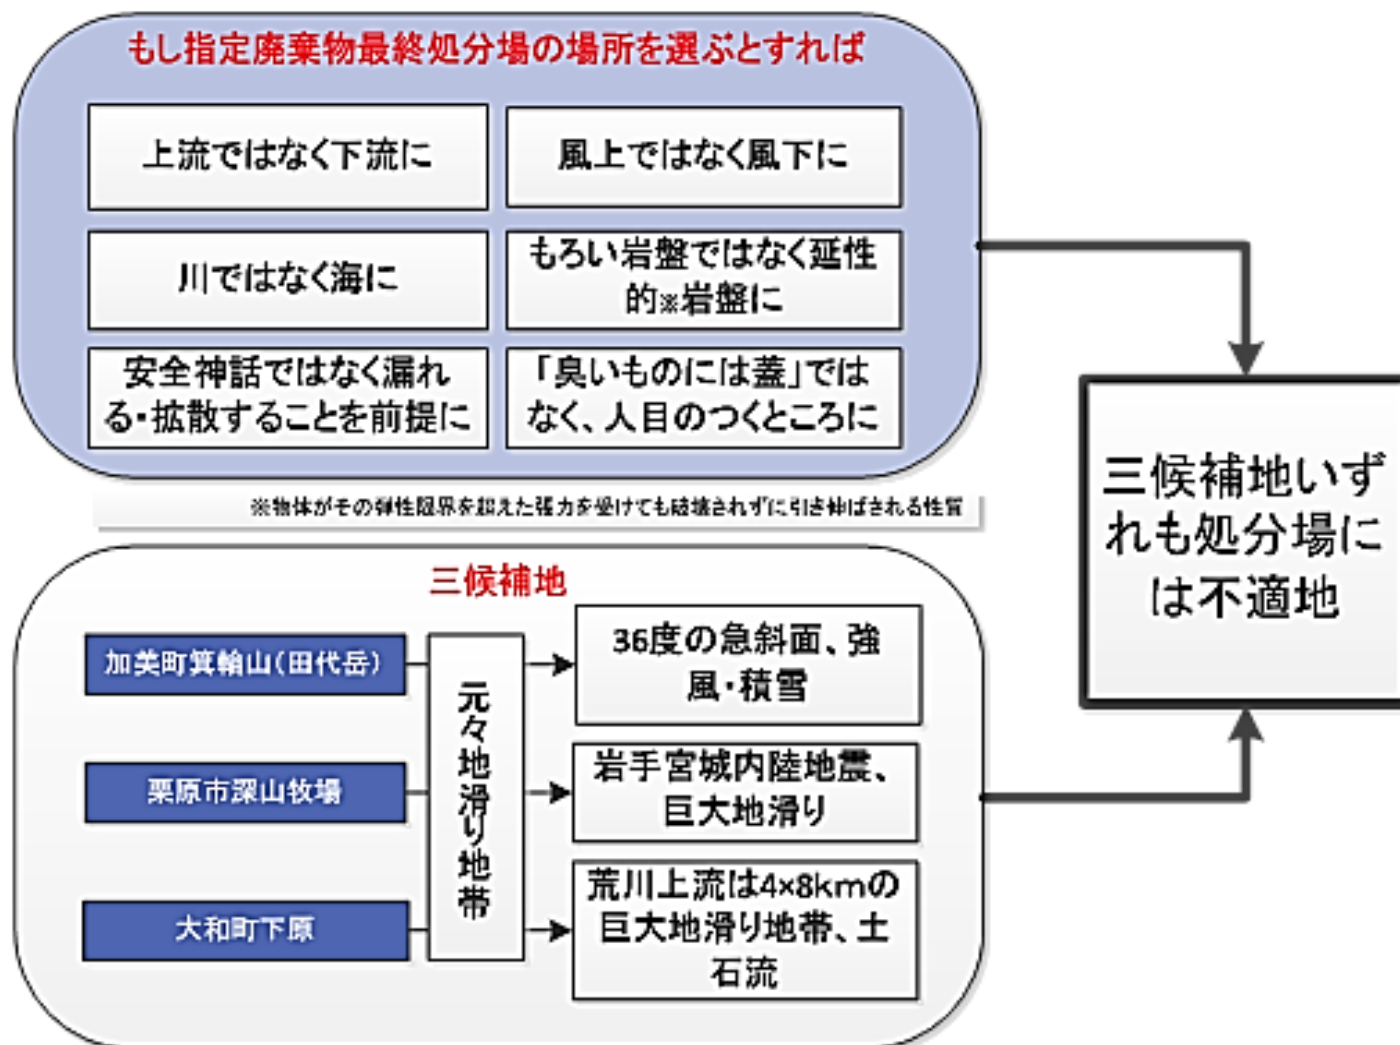 もし指定廃棄物最終処分場の場所を選ぶとすれば
上流ではなく下流に
風上ではなく風下に
川ではなく海に
もろい岩盤ではなく延性
的※岩盤に
安全神話ではなく漏れ
る・拡散することを前提に
「臭いものには蓋」では
なく、人目のつくところに
※物体がその弾性限界を超えた張力を受けても破壊されずに引き伸ばされる性質
三候補地
加美町箕輪山(田代岳)
栗原市深山牧場
大和町下原
元々地滑り地帯
36度の急斜面、強
風・積雪
岩手宮城内陸地震、
巨大地滑り
荒川上流は4×8kmの
巨大地滑り地帯、土
石流
三候補地いず
れも処分場に
は不適地